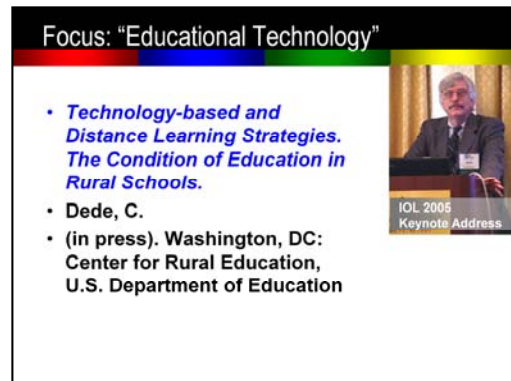 Focus: “Educational Technology”
• Technology-based and
Distance Learning Strategies.
The Condition of Education in
Rural Schools.
• Dede, C.
• (in press). Washington, DC:
Center for Rural Education,
U.S. Department of Education
IOL 2005
Keynote Address